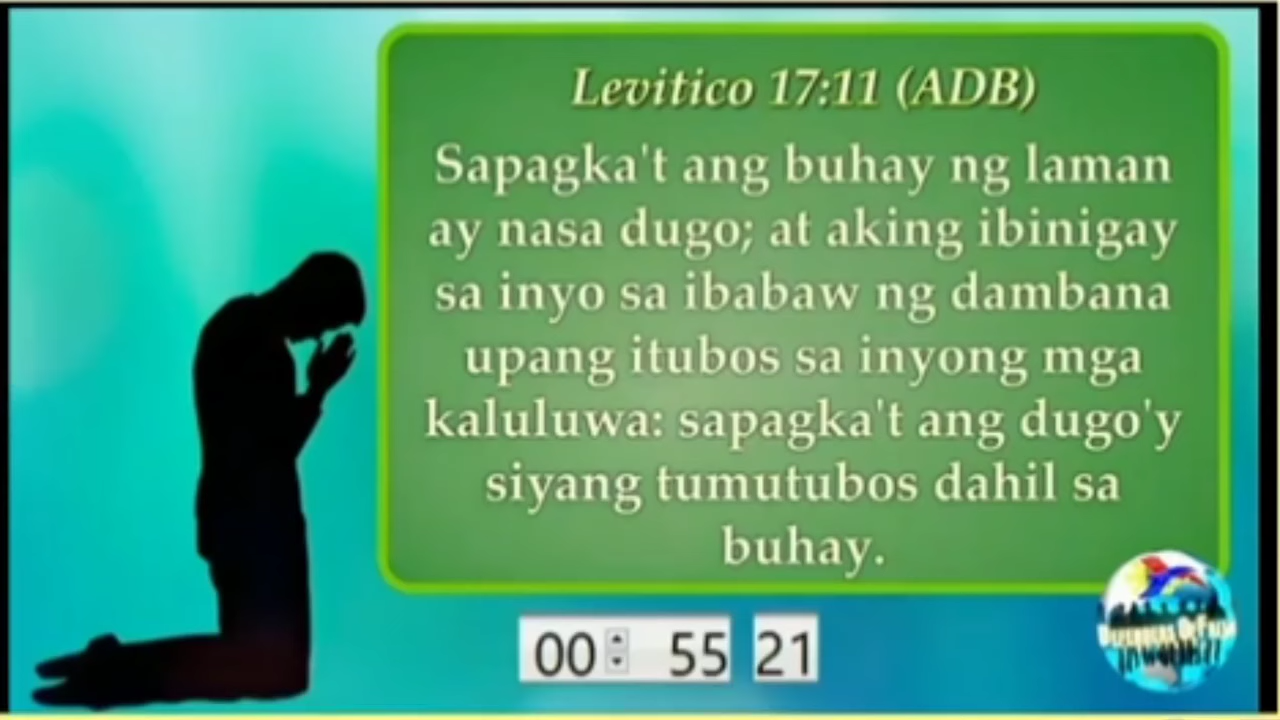 Levitico 17:11 (ADB)
Sapagka't ang buhay ng laman
ay nasa dugo; at aking ibinigay
sa inyo sa ibabaw ng dambana
upang itubos sa inyong mga
kaluluwa: sapagka't ang dugo'y
siyang tumutubos dahil sa
buhay.
00 55 21